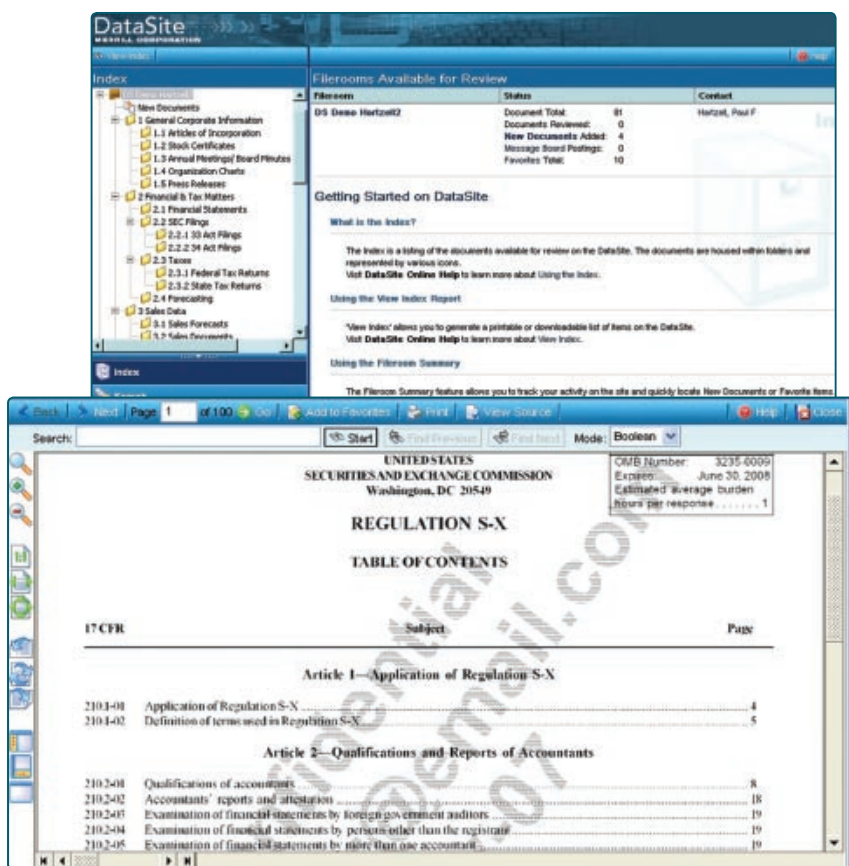 DataSite
MERRILL CORPORATION
View Index
Help
Index
Filerooms Available for Review
Fileroom Status Contact
DS Demo Hartzell2 Document Total: 81 Hartzell, Paul F
Documents Reviewed: 0
New Documents Added: 4
Message Board Postings: 0
Favorites Total: 10
New Documents
1 General Corporate Information
1.1 Articles of Incorporation
1.2 Stock Certificates
1.3 Annual Meetings/ Board Minutes
1.4 Organization Charts
1.5 Press Releases
2 Financial & Tax Matters
2.1 Financial Statements
2.2 SEC Filings
2.2.1 33 Act Filings
2.2.2 34 Act Filings
2.3 Taxes
2.3.1 Federal Tax Returns
2.3.2 State Tax Returns
2.4 Forecasting
3 Sales Data
3.1 Sales Forecasts
3.2 Sales Documents
Index
Search
Getting Started on DataSite
What is the Index?
The Index is a listing of the documents available for review on the DataSite. The documents are housed within folders and
represented by various icons.
Visit DataSite Online Help to learn more about Using the Index.
Using the View Index Report
'View Index' allows you to generate a printable or downloadable list of items on the DataSite.
Visit DataSite Online Help to learn more about View Index.
Using the Fileroom Summary
The Fileroom Summary feature allows you to track your activity on the site and quickly locate New Documents or Favorite Items
Back Next Page 1 of 100 Go Add to Favorites Print View Source Help Close
Search: Start Find Previous Find Next Mode: Boolean
UNITED STATES
SECURITIES AND EXCHANGE COMMISSION
Washington, DC 20549
OMB Number: 3235-0009
Expires: June 30, 2008
Estimated average burden
hours per response....... 1
REGULATION S-X
TABLE OF CONTENTS
17 CFR Subject Page
Article 1—Application of Regulation S-X
210.1-01 Application of Regulation S-X 4
210.1-02 Definition of terms used in Regulation S-X 5
Article 2—Qualifications and Reports of Accountants
210.2-01 Qualifications of accountants 8
210.2-02 Accountants' reports and attestation 18
210.2-03 Examination of financial statements by foreign government auditors 19
210.2-04 Examination of financial statements by persons other than the registrant 19
210.2-05 Examination of financial statements by more than one accountant 19
fidential
@email.com
07